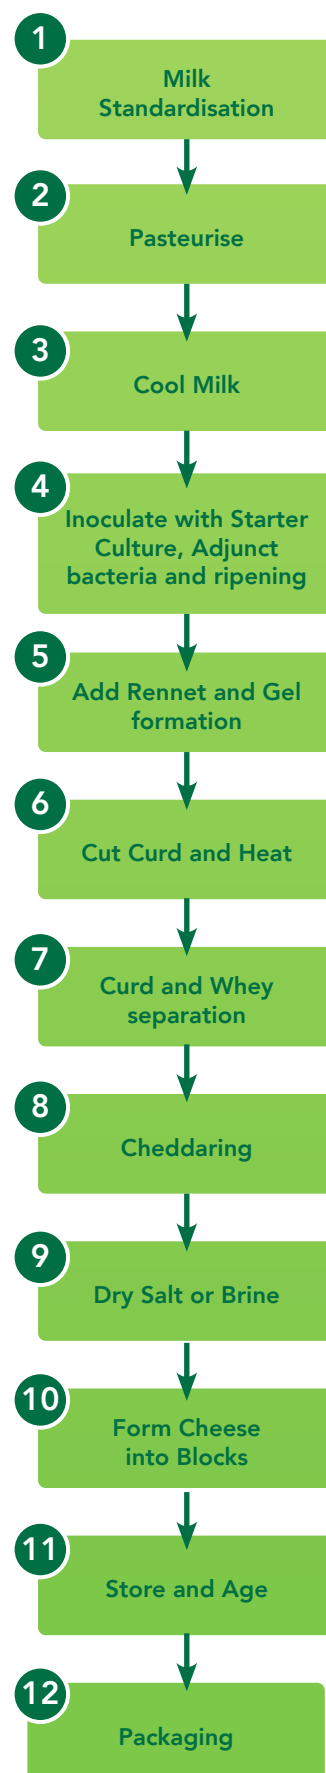 1
Milk
Standardisation
2
Pasteurise
3
Cool Milk
4
Inoculate with Starter
Culture, Adjunct
bacteria and ripening
5
Add Rennet and Gel
formation
6
Cut Curd and Heat
7
Curd and Whey
separation
8
Cheddaring
9
Dry Salt or Brine
10
Form Cheese
into Blocks
11
Store and Age
12
Packaging